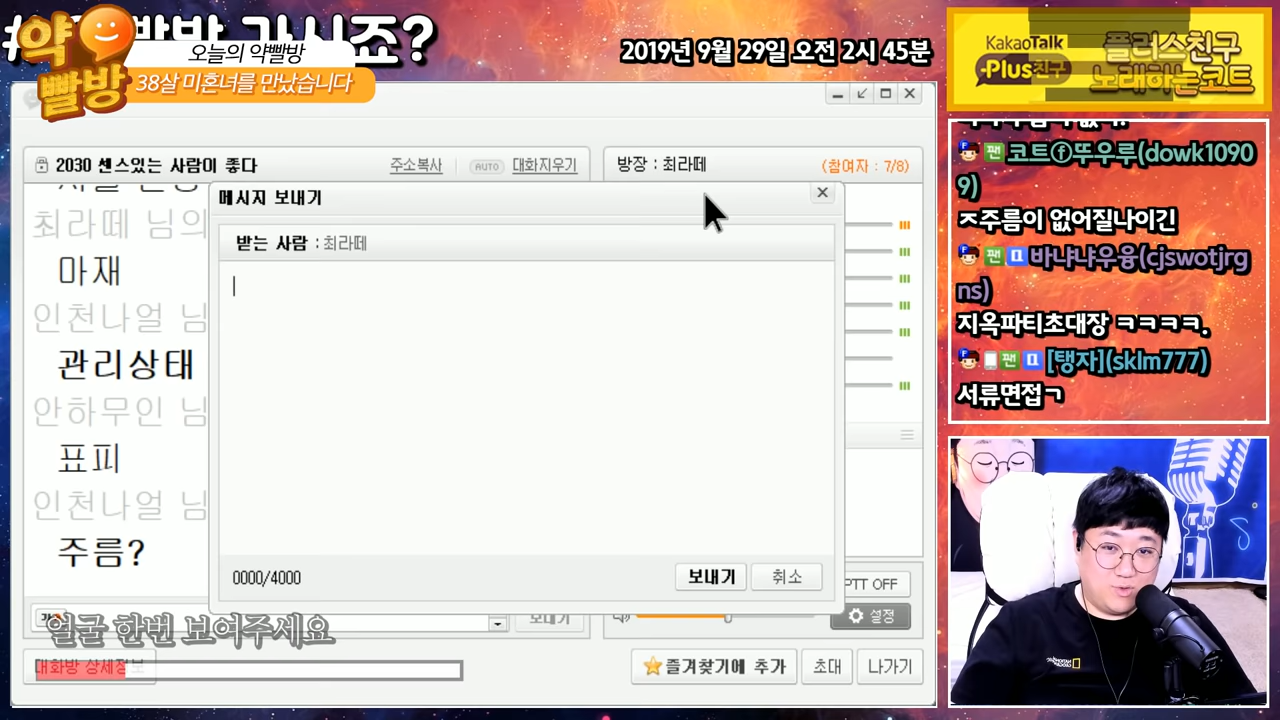 약빨방 가시죠?
약
빨방
오늘의 약빨방
38살 미혼녀를 만났습니다
2019년 9월 29일 오전 2시 45분
KakaoTalk
Plus친구
플러스친구
노래하는코트
2030 센스있는 사람이 좋다
주소복사
AUTO
대화지우기
방장 : 최라떼
(참여자 : 7/8)
최라떼 님의
마재
인천나얼 님
관리상태
안하무인 님
표피
인천나얼 님
주름?
메시지 보내기
받는 사람 : 최라떼
0000/4000
보내기
취소
PTT OFF
설정
보내기
얼굴 한번 보여주세요
대화방 상세정보
즐겨찾기에 추가
초대
나가기
팬 코트ⓕ뚜우루(dowk1090
9)
ㅈ주름이 없어질나이긴
팬 바냐냐우융(cjswotjrg
ns)
지옥파티초대장 ㅋㅋㅋㅋ.
팬 [탱자](sklm777)
서류면접ㄱ